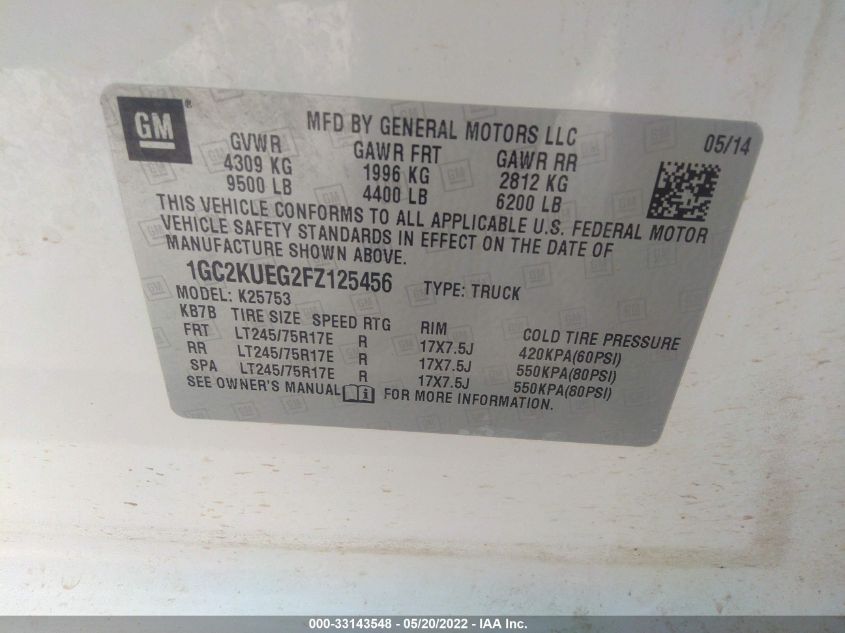 GM ®
MFD BY GENERAL MOTORS LLC 05/14
GVWR GAWR FRT GAWR RR
4309 KG 1996 KG 2812 KG
9500 LB 4400 LB 6200 LB
THIS VEHICLE CONFORMS TO ALL APPLICABLE U.S. FEDERAL MOTOR
VEHICLE SAFETY STANDARDS IN EFFECT ON THE DATE OF
MANUFACTURE SHOWN ABOVE.
1GC2KUEG2FZ125456 TYPE: TRUCK
MODEL: K25753
KB7B TIRE SIZE SPEED RTG RIM COLD TIRE PRESSURE
FRT LT245/75R17E R 17X7.5J 420KPA(60PSI)
RR LT245/75R17E R 17X7.5J 550KPA(80PSI)
SPA LT245/75R17E R 17X7.5J 550KPA(80PSI)
SEE OWNER'S MANUAL FOR MORE INFORMATION.
000-33143548 — 05/20/2022 — IAA Inc.